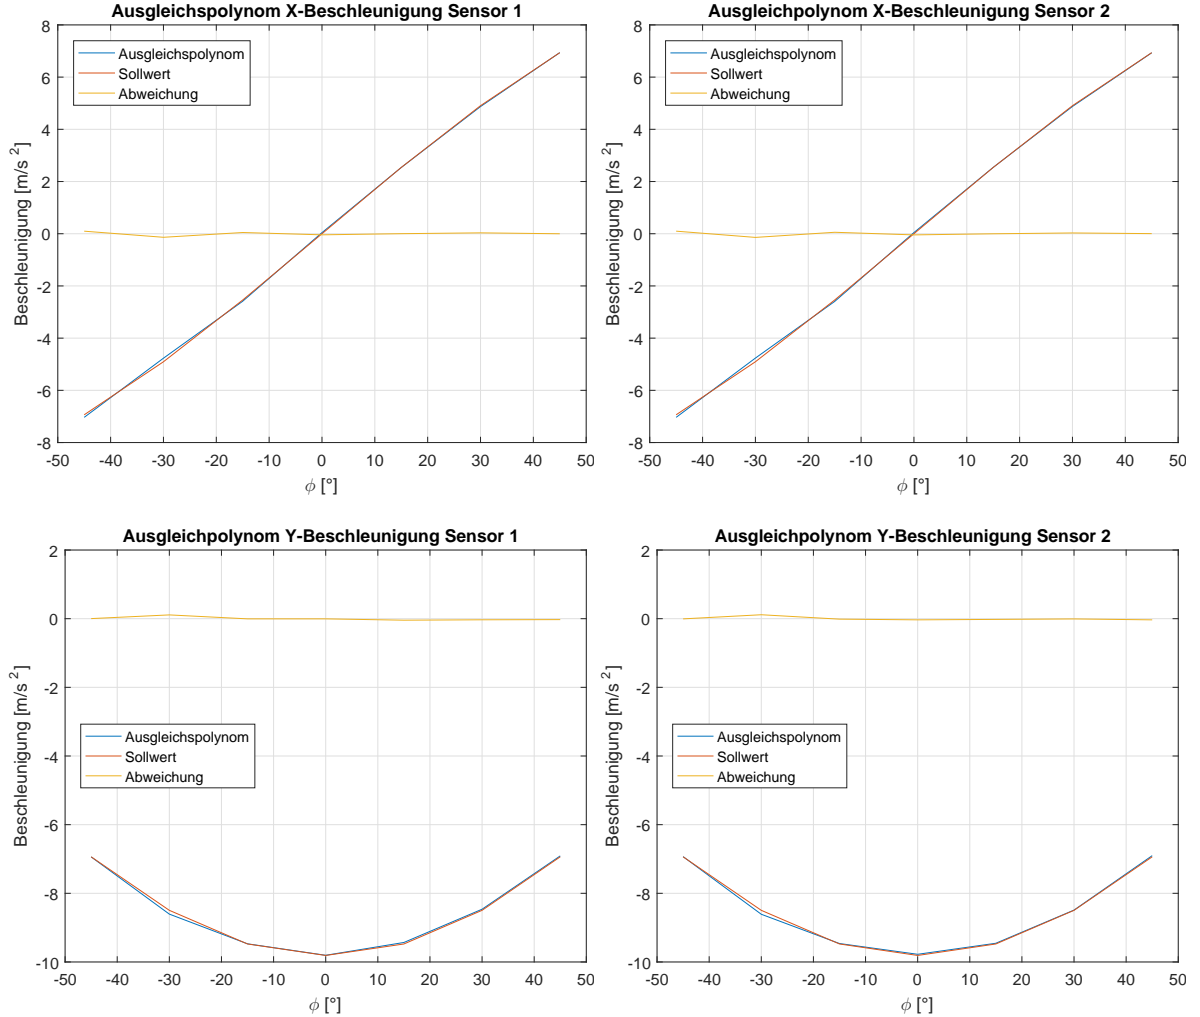 Ausgleichspolynom X-Beschleunigung Sensor 1
8
6
4
2
0
-2
-4
-6
-8
Beschleunigung [m/s 2]
Ausgleichspolynom
Sollwert
Abweichung
-50 -40 -30 -20 -10 0 10 20 30 40 50
ϕ [°]
Ausgleichpolynom X-Beschleunigung Sensor 2
8
6
4
2
0
-2
-4
-6
-8
Beschleunigung [m/s 2]
Ausgleichspolynom
Sollwert
Abweichung
-50 -40 -30 -20 -10 0 10 20 30 40 50
ϕ [°]
Ausgleichpolynom Y-Beschleunigung Sensor 1
2
0
-2
-4
-6
-8
-10
Beschleunigung [m/s 2]
Ausgleichspolynom
Sollwert
Abweichung
-50 -40 -30 -20 -10 0 10 20 30 40 50
ϕ [°]
Ausgleichpolynom Y-Beschleunigung Sensor 2
2
0
-2
-4
-6
-8
-10
Beschleunigung [m/s 2]
Ausgleichspolynom
Sollwert
Abweichung
-50 -40 -30 -20 -10 0 10 20 30 40 50
ϕ [°]